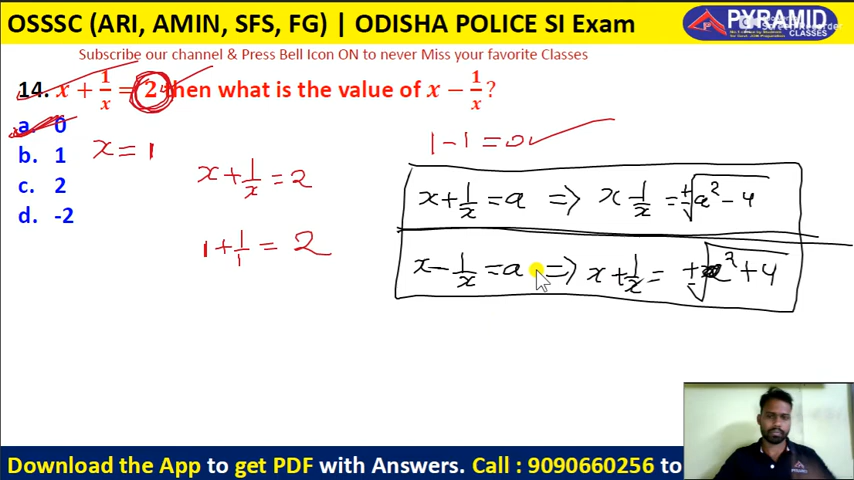 OSSSC (ARI, AMIN, SFS, FG) | ODISHA POLICE SI Exam
PYRAMID
CLASSES
Subscribe our channel & Press Bell Icon ON to never Miss your favorite Classes
14. x + 1/x = 2 then what is the value of x − 1/x?
a. 0
b. 1
c. 2
d. -2
x = 1
x + 1/x = 2
1 + 1/1 = 2
1 − 1 = 0
x + 1/x = a ⇒ x − 1/x = ±√(a² − 4)
x − 1/x = a ⇒ x + 1/x = ±√(a² + 4)
PYRAMID
Download the App to get PDF with Answers. Call : 9090660256 to